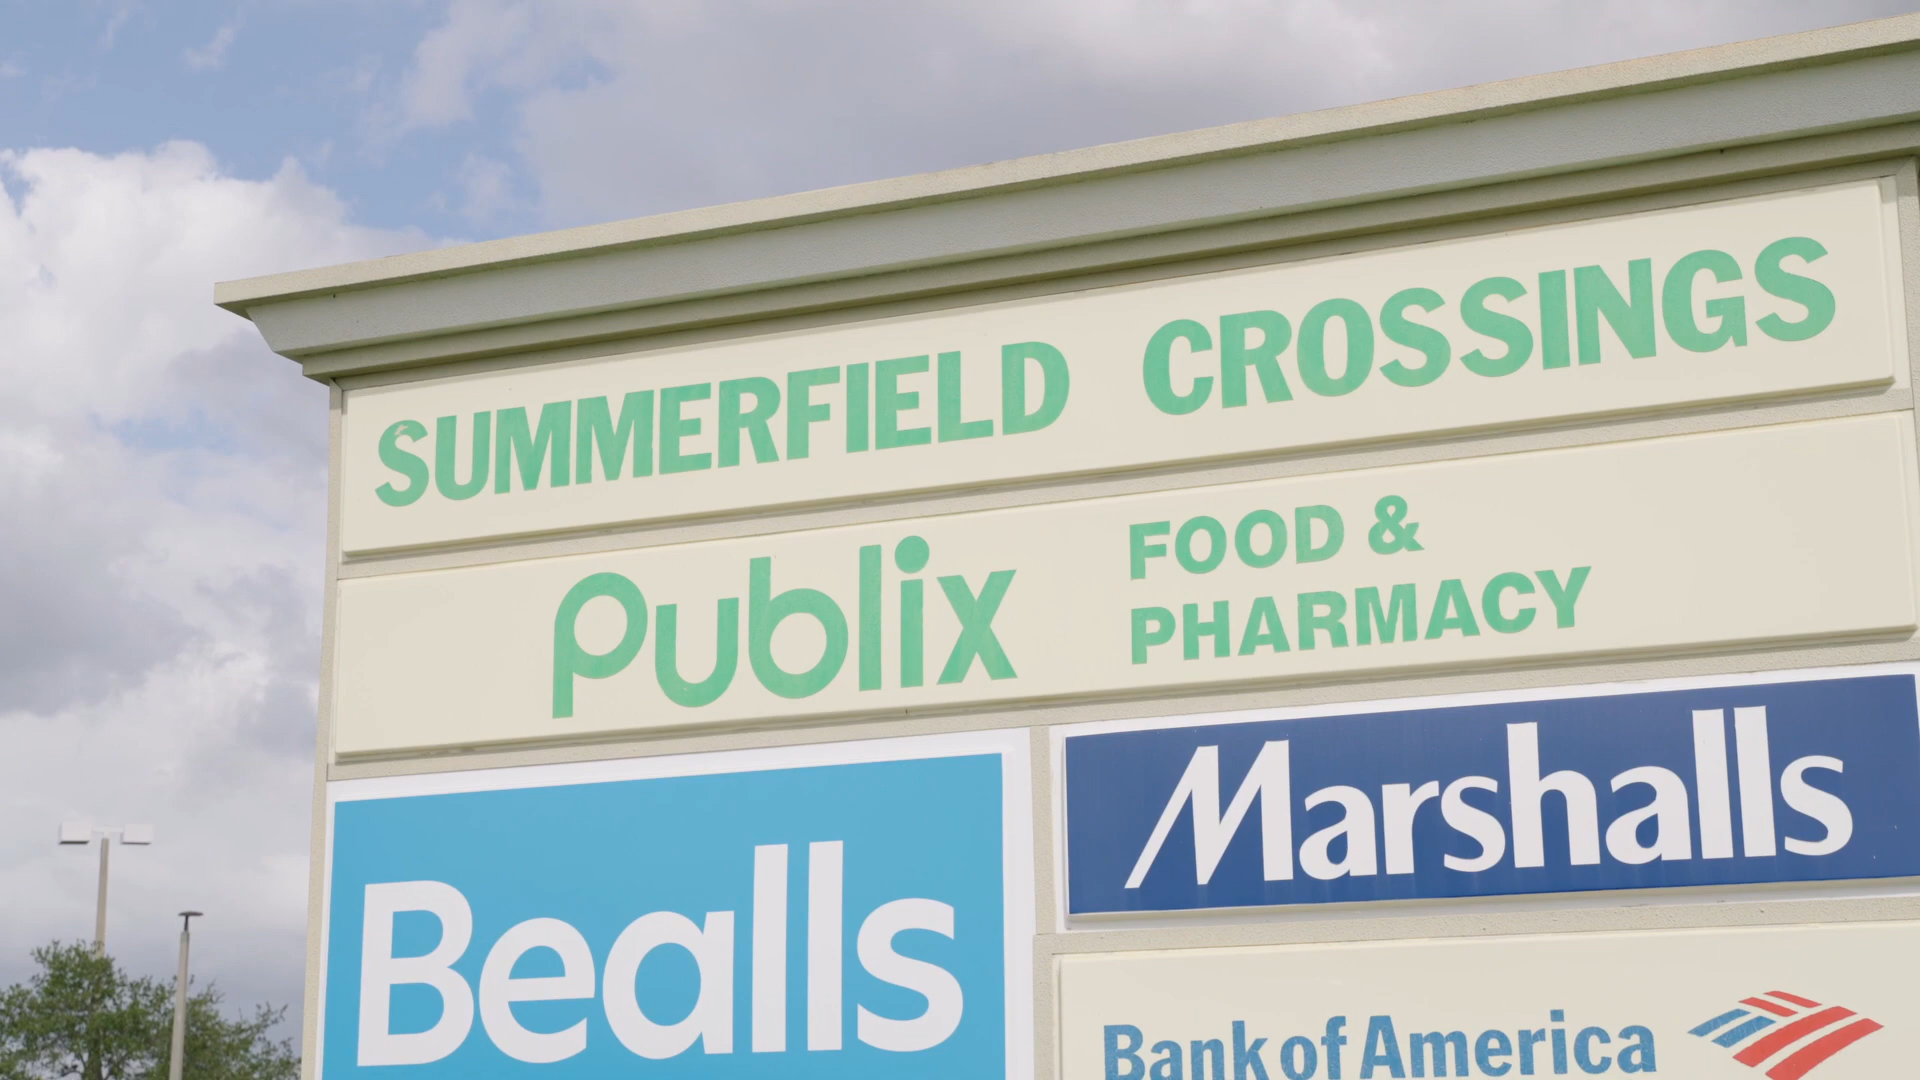 SUMMERFIELD CROSSINGS
Publix
FOOD &
PHARMACY
Bealls
Marshalls
Bank of America